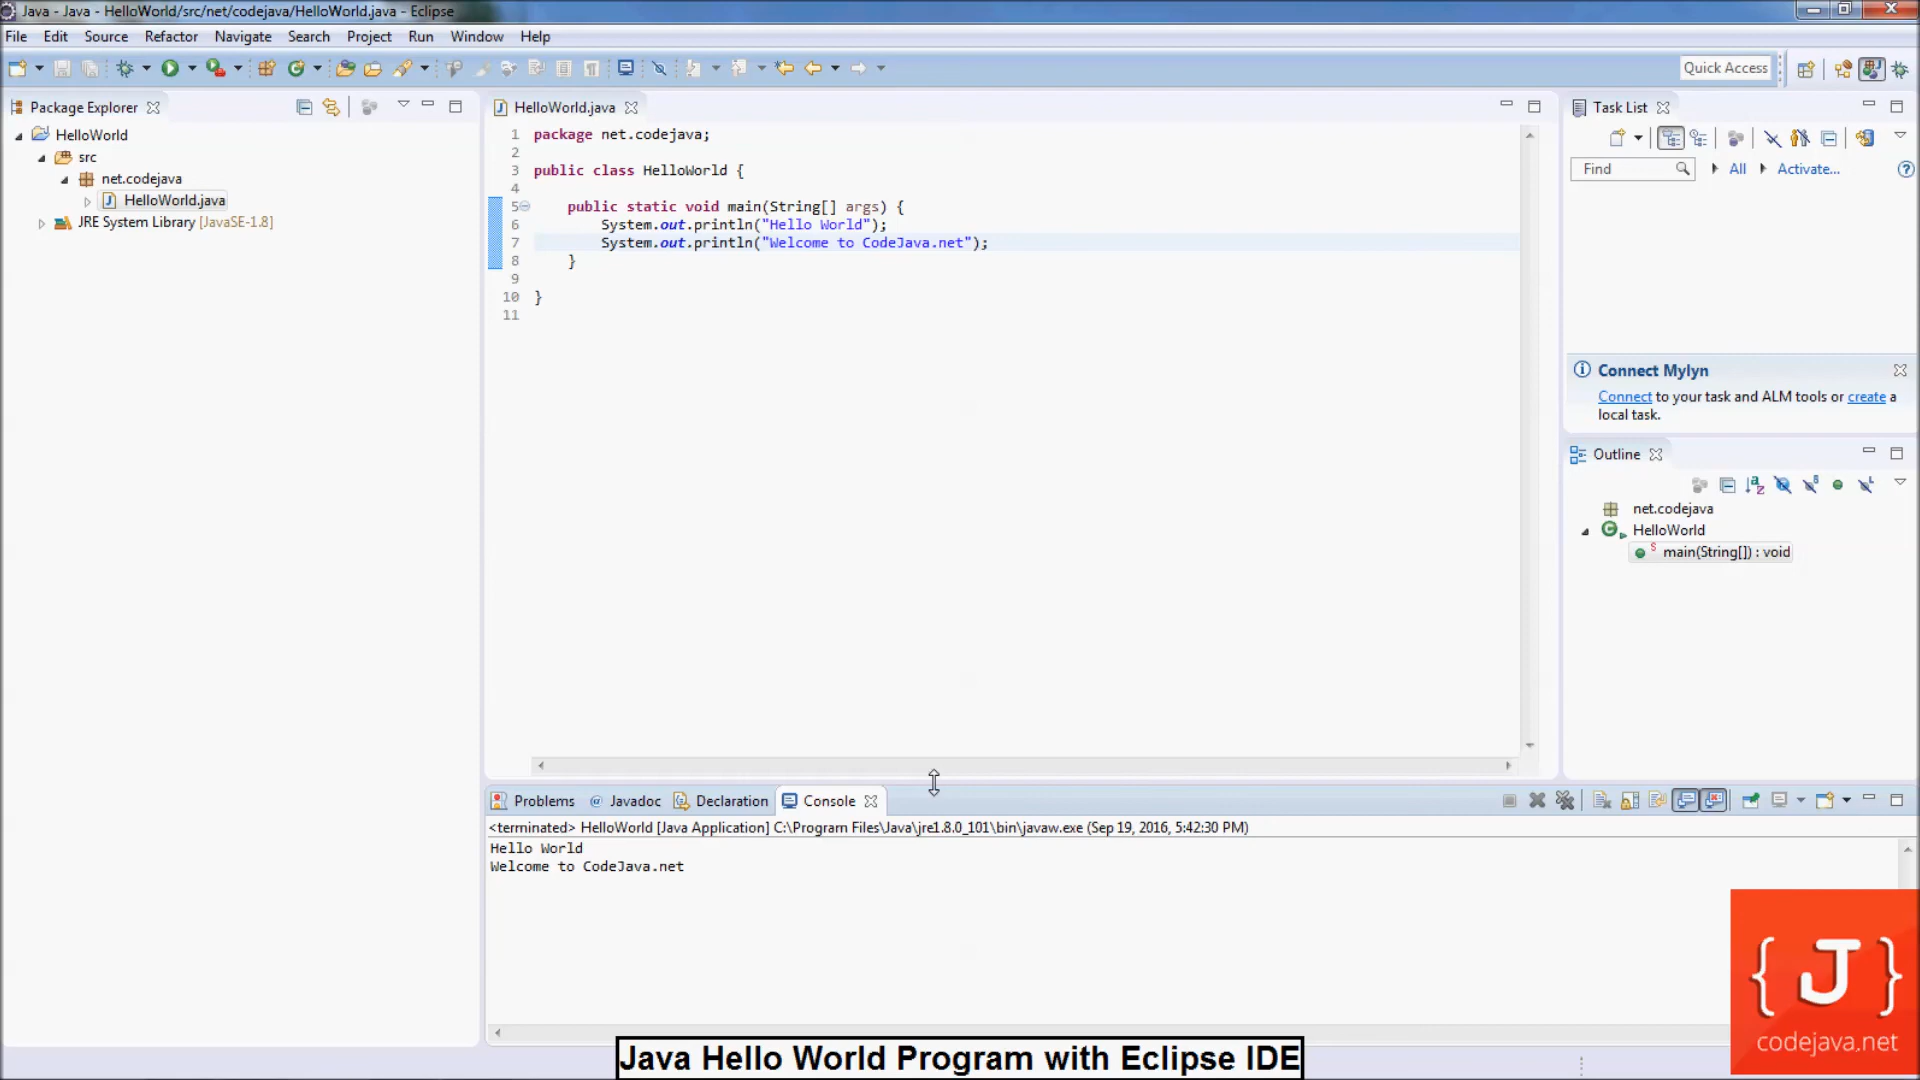 Java - Java - HelloWorld/src/net/codejava/HelloWorld.java - Eclipse
File Edit Source Refactor Navigate Search Project Run Window Help
Quick Access
Package Explorer
HelloWorld
src
net.codejava
HelloWorld.java
JRE System Library [JavaSE-1.8]
HelloWorld.java
1 package net.codejava;
2
3 public class HelloWorld {
4
5 public static void main(String[] args) {
6 System.out.println("Hello World");
7 System.out.println("Welcome to CodeJava.net");
8 }
9
10 }
11
Task List
Find All Activate...
Connect Mylyn
Connect to your task and ALM tools or create a
local task.
Outline
net.codejava
HelloWorld
main(String[]) : void
Problems Javadoc Declaration Console
<terminated> HelloWorld [Java Application] C:\Program Files\Java\jre1.8.0_101\bin\javaw.exe (Sep 19, 2016, 5:42:30 PM)
Hello World
Welcome to CodeJava.net
{ J }
codejava.net
Java Hello World Program with Eclipse IDE